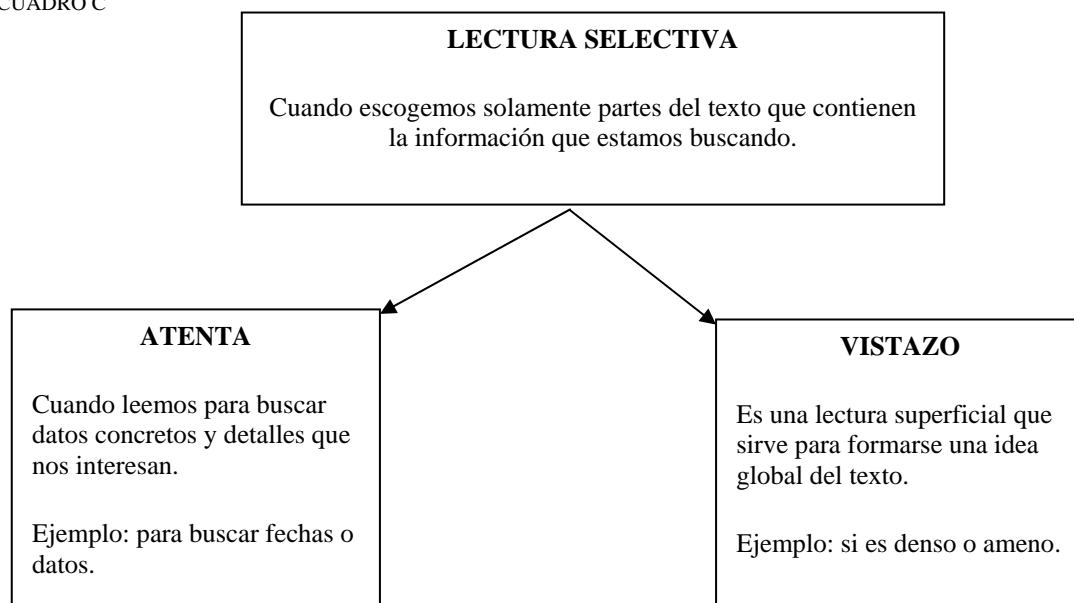 CUADRO C
LECTURA SELECTIVA
Cuando escogemos solamente partes del texto que contienen
la información que estamos buscando.
ATENTA
Cuando leemos para buscar
datos concretos y detalles que
nos interesan.
Ejemplo: para buscar fechas o
datos.
VISTAZO
Es una lectura superficial que
sirve para formarse una idea
global del texto.
Ejemplo: si es denso o ameno.